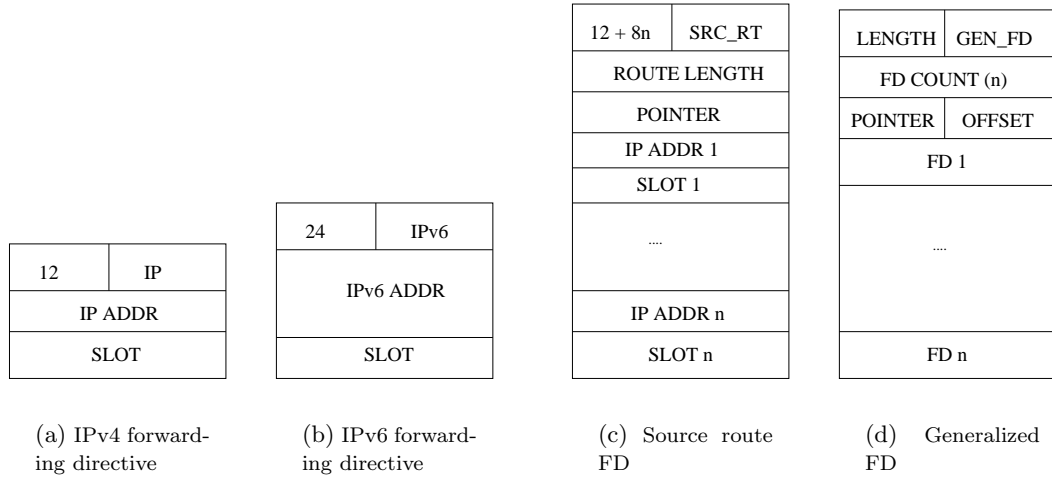 12 IP
IP ADDR
SLOT
(a) IPv4 forward-
ing directive
24 IPv6
IPv6 ADDR
SLOT
(b) IPv6 forward-
ing directive
12 + 8n SRC_RT
ROUTE LENGTH
POINTER
IP ADDR 1
SLOT 1
....
IP ADDR n
SLOT n
(c) Source route
FD
LENGTH GEN_FD
FD COUNT (n)
POINTER OFFSET
FD 1
....
FD n
(d) Generalized
FD